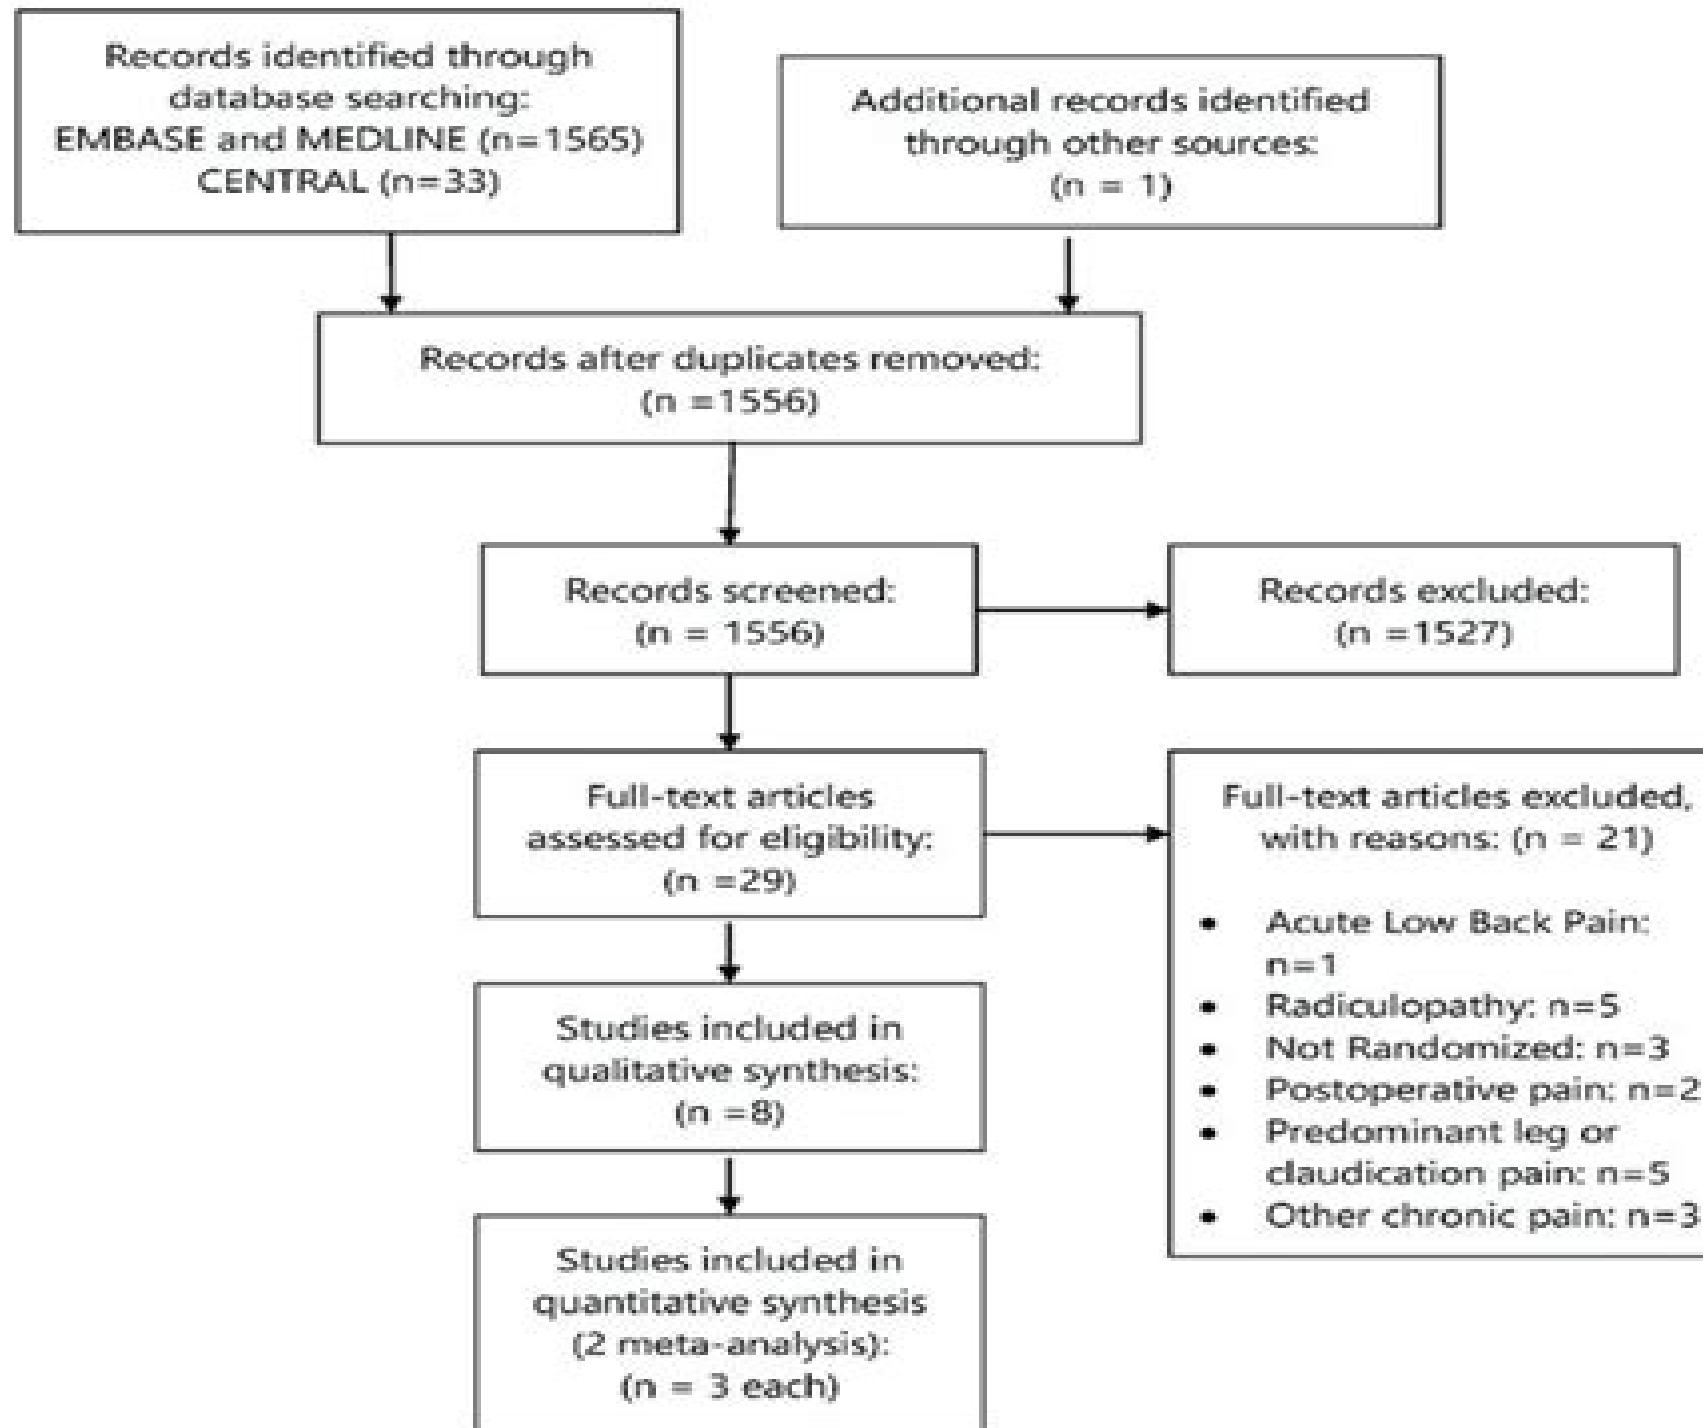 Records identified through
database searching:
EMBASE and MEDLINE (n=1565)
CENTRAL (n=33)
Additional records identified
through other sources:
(n = 1)
Records after duplicates removed:
(n =1556)
Records screened:
(n = 1556)
Records excluded:
(n =1527)
Full-text articles
assessed for eligibility:
(n =29)
Full-text articles excluded,
with reasons: (n = 21)
• Acute Low Back Pain:
n=1
• Radiculopathy: n=5
• Not Randomized: n=3
• Postoperative pain: n=2
• Predominant leg or
claudication pain: n=5
• Other chronic pain: n=3
Studies included in
qualitative synthesis:
(n =8)
Studies included in
quantitative synthesis
(2 meta-analysis):
(n = 3 each)